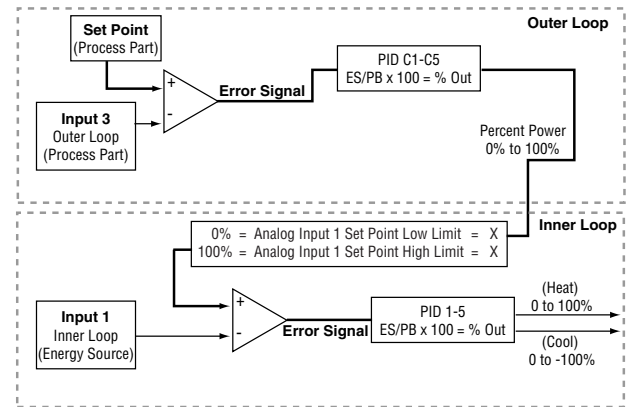 Outer Loop
Set Point
(Process Part)
+
-
Error Signal
PID C1-C5
ES/PB x 100 = % Out
Input 3
Outer Loop
(Process Part)
Percent Power
0% to 100%
Inner Loop
0% = Analog Input 1 Set Point Low Limit = X
100% = Analog Input 1 Set Point High Limit = X
Input 1
Inner Loop
(Energy Source)
+
-
Error Signal
PID 1-5
ES/PB x 100 = % Out
(Heat)
0 to 100%
(Cool)
0 to -100%